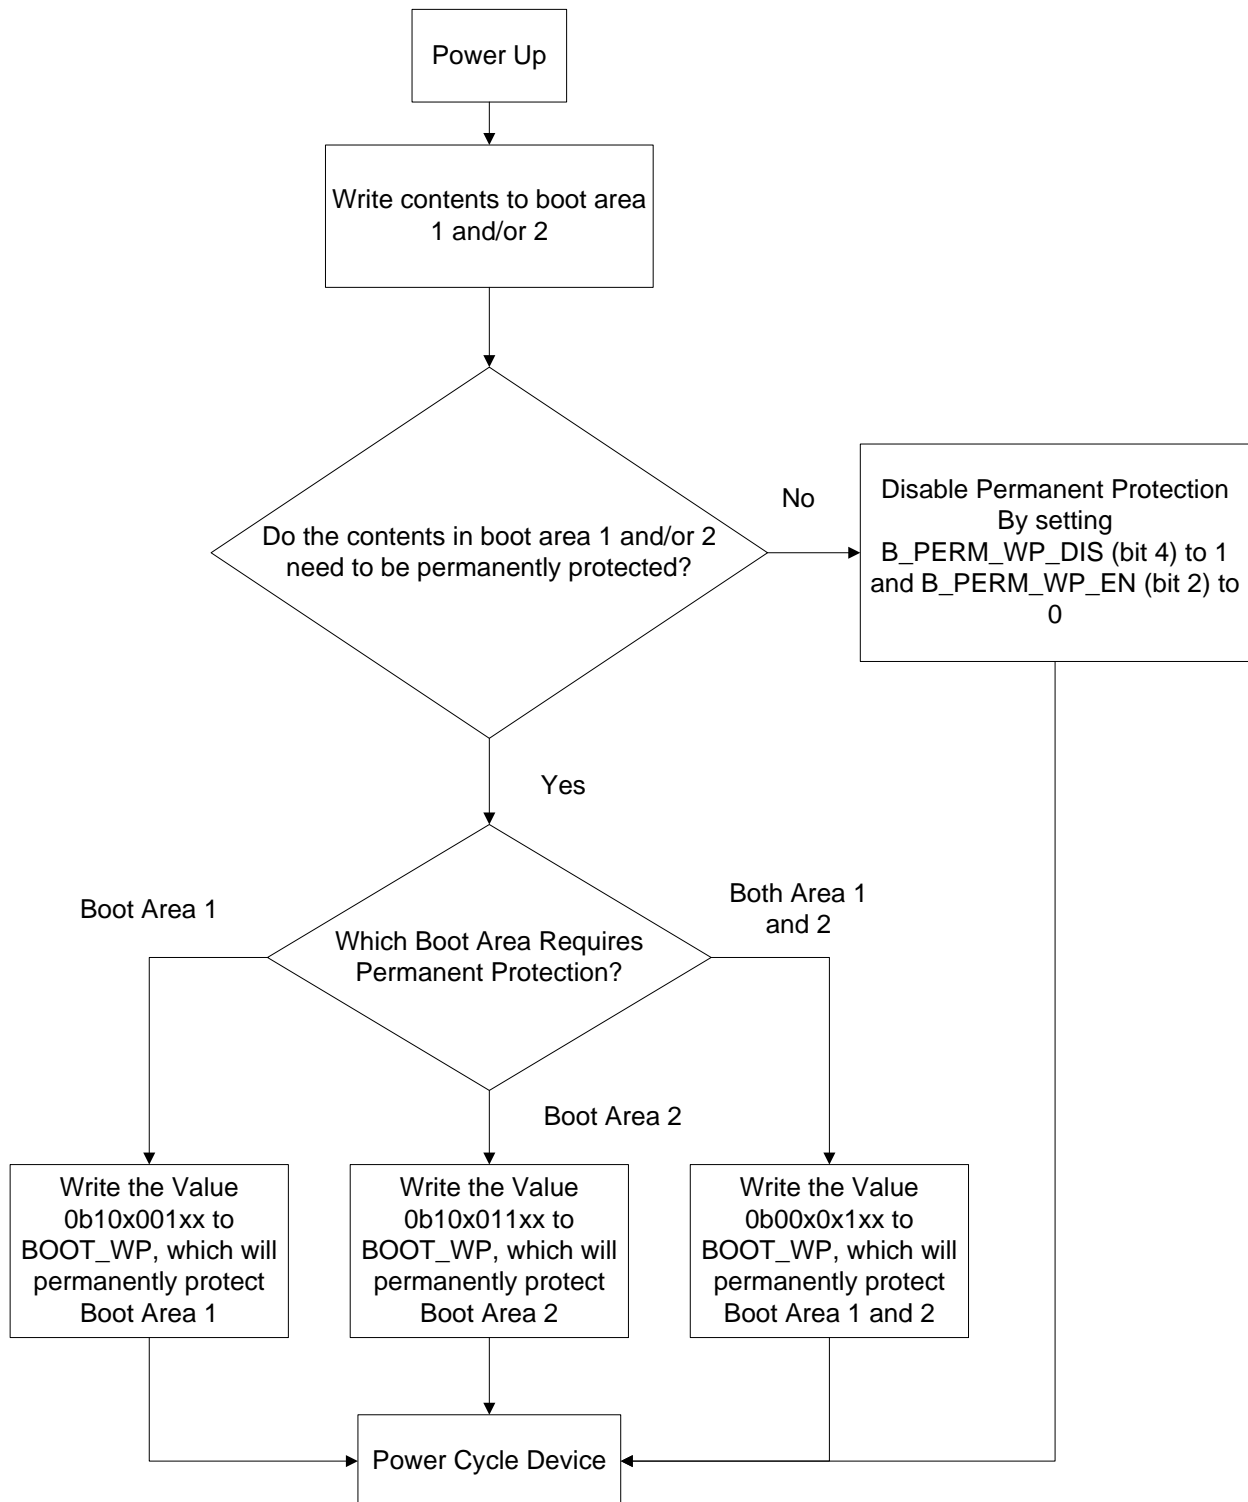 Power Up
Write contents to boot area
1 and/or 2
Do the contents in boot area 1 and/or 2
need to be permanently protected?
No
Disable Permanent Protection
By setting
B_PERM_WP_DIS (bit 4) to 1
and B_PERM_WP_EN (bit 2) to
0
Yes
Which Boot Area Requires
Permanent Protection?
Boot Area 1
Both Area 1
and 2
Boot Area 2
Write the Value
0b10x001xx to
BOOT_WP, which will
permanently protect
Boot Area 1
Write the Value
0b10x011xx to
BOOT_WP, which will
permanently protect
Boot Area 2
Write the Value
0b00x0x1xx to
BOOT_WP, which will
permanently protect
Boot Area 1 and 2
Power Cycle Device